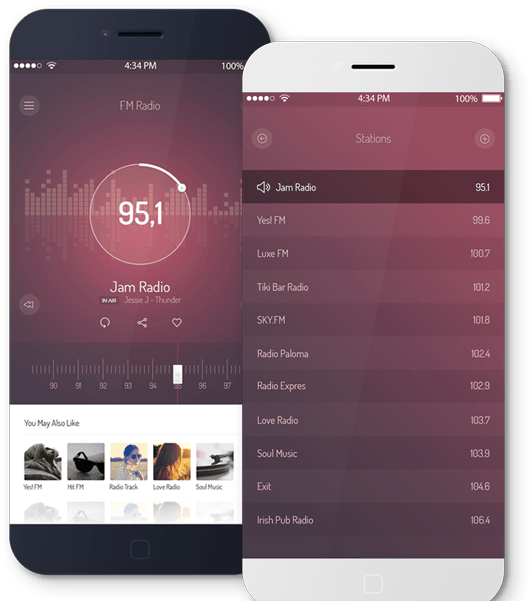 4:34 PM 100%
FM Radio
95,1
Jam Radio
IN AIR Jessie J - Thunder
90 91 92 93 94 95 96 97
You May Also Like
Yes! FM Hit FM Radio Track Love Radio Soul Music
4:34 PM 100%
Stations
Jam Radio 95.1
Yes! FM 99.6
Luxe FM 100.7
Tiki Bar Radio 101.2
SKY.FM 101.8
Radio Paloma 102.4
Radio Expres 102.9
Love Radio 103.7
Soul Music 103.9
Exit 104.6
Irish Pub Radio 106.4